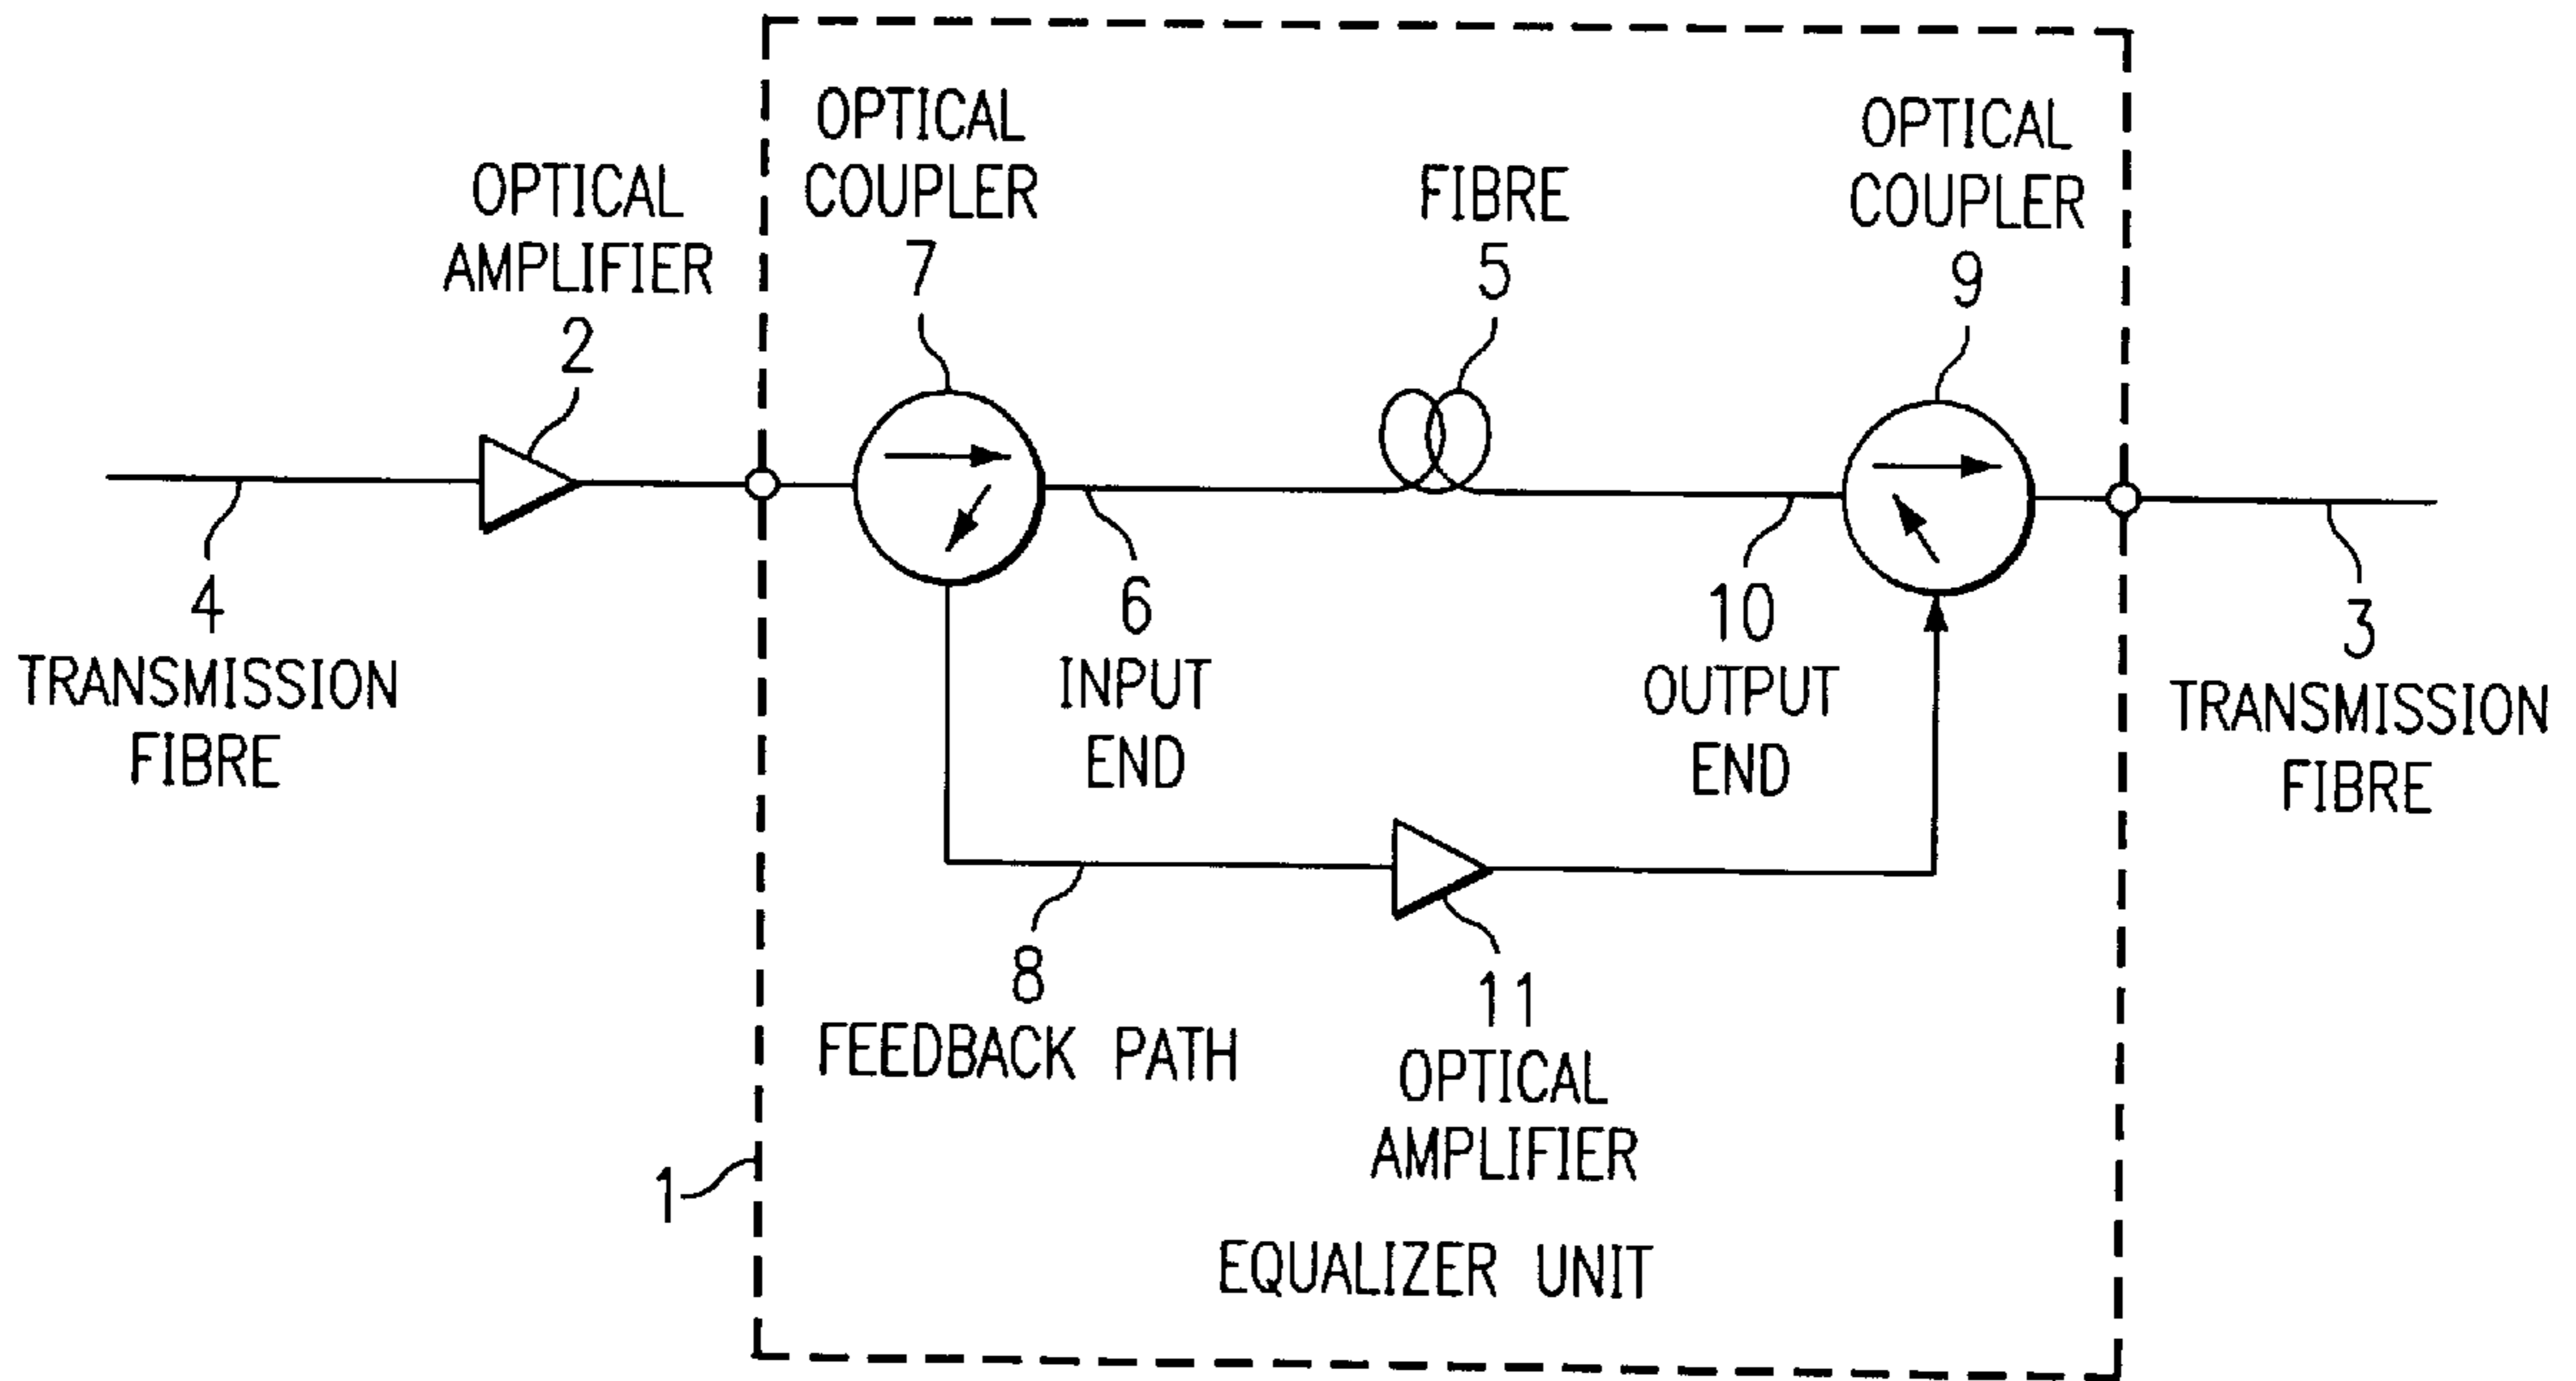 OPTICAL
AMPLIFIER
2
OPTICAL
COUPLER
7
FIBRE
5
OPTICAL
COUPLER
9
4
TRANSMISSION
FIBRE
6
INPUT
END
10
OUTPUT
END
3
TRANSMISSION
FIBRE
8
FEEDBACK PATH
11
OPTICAL
AMPLIFIER
1
EQUALIZER UNIT